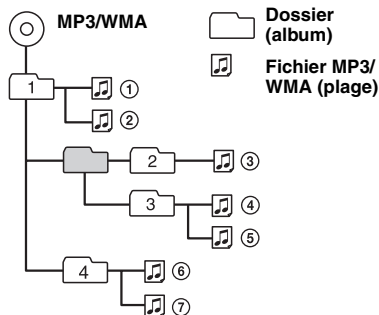 MP3/WMA
Dossier
(album)
Fichier MP3/
WMA (plage)
1
①
②
2
③
3
④
⑤
4
⑥
⑦